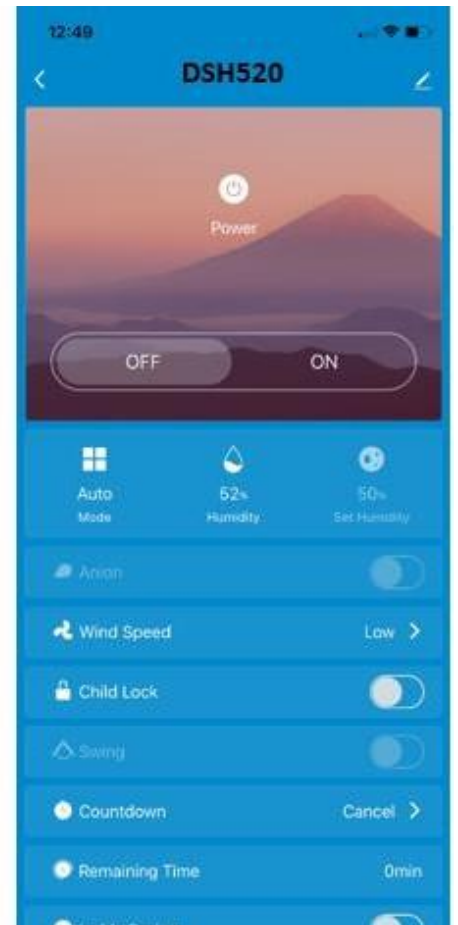 12:49
DSH520
Power
OFF ON
Auto 52% 50%
Mode Humidity Set Humidity
Anion
Wind Speed Low
Child Lock
Swing
Countdown Cancel
Remaining Time 0min